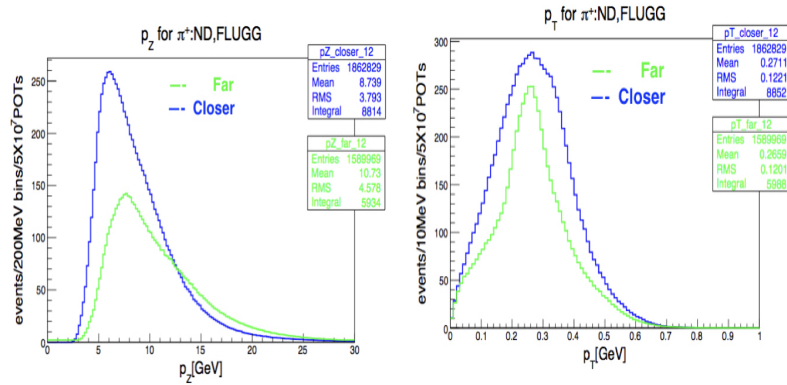 p_Z for π⁺:ND,FLUGG
pZ_closer_12
Entries 1862829
Mean 8.739
RMS 3.793
Integral 8814
Far
Closer
pZ_far_12
Entries 1589969
Mean 10.73
RMS 4.578
Integral 5934
events/200MeV bins/5X10⁷POTs
250
200
150
100
50
0
0 5 10 15 20 25 30
p_Z[GeV]
p_T for π⁺:ND,FLUGG
pT_closer_12
Entries 1862829
Mean 0.2711
RMS 0.1221
Integral 8852
Far
Closer
pT_far_12
Entries 1589969
Mean 0.2659
RMS 0.1201
Integral 5988
events/10MeV bins/5X10⁷POTs
300
250
200
150
100
50
0
0 0.1 0.2 0.3 0.4 0.5 0.6 0.7 0.8 0.9 1
p_T[GeV]